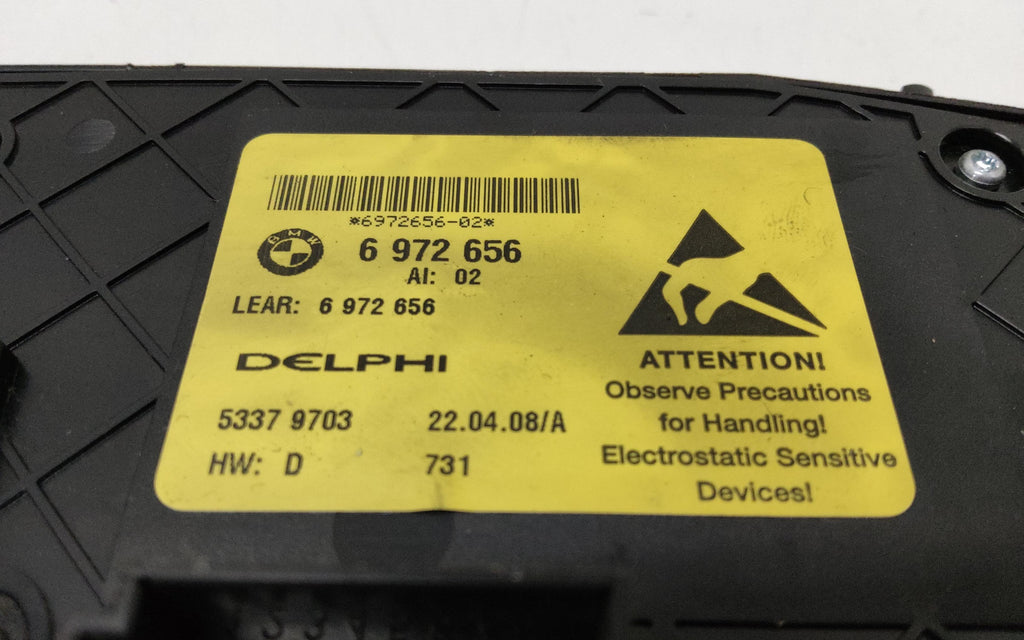 *6972656-02*
BMW
6 972 656
AI: 02
LEAR: 6 972 656
DELPHI
5337 9703 22.04.08/A
HW: D 731
ATTENTION!
Observe Precautions
for Handling!
Electrostatic Sensitive
Devices!